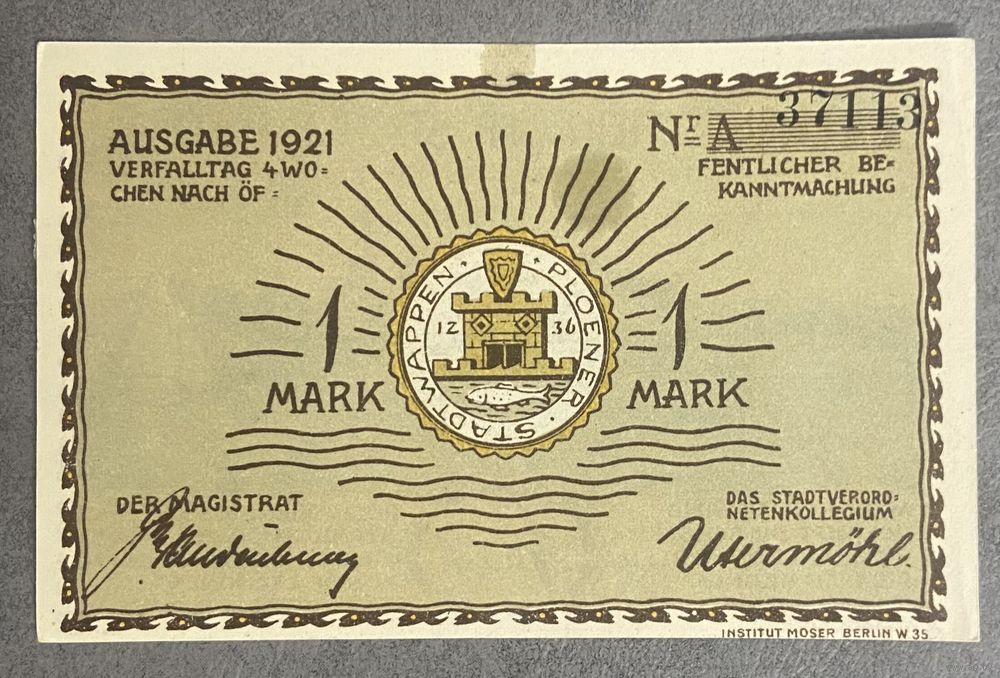 AUSGABE 1921
VERFALLTAG 4 WO=
CHEN NACH ÖF=
Nr A 37113
FENTLICHER BE=
KANNTMACHUNG
STADTWAPPEN · PLOENER ·
12 36
1
MARK
1
MARK
DER MAGISTRAT
DAS STADTVERORD=
NETENKOLLEGIUM
Utermöhl.
INSTITUT MOSER BERLIN W 35